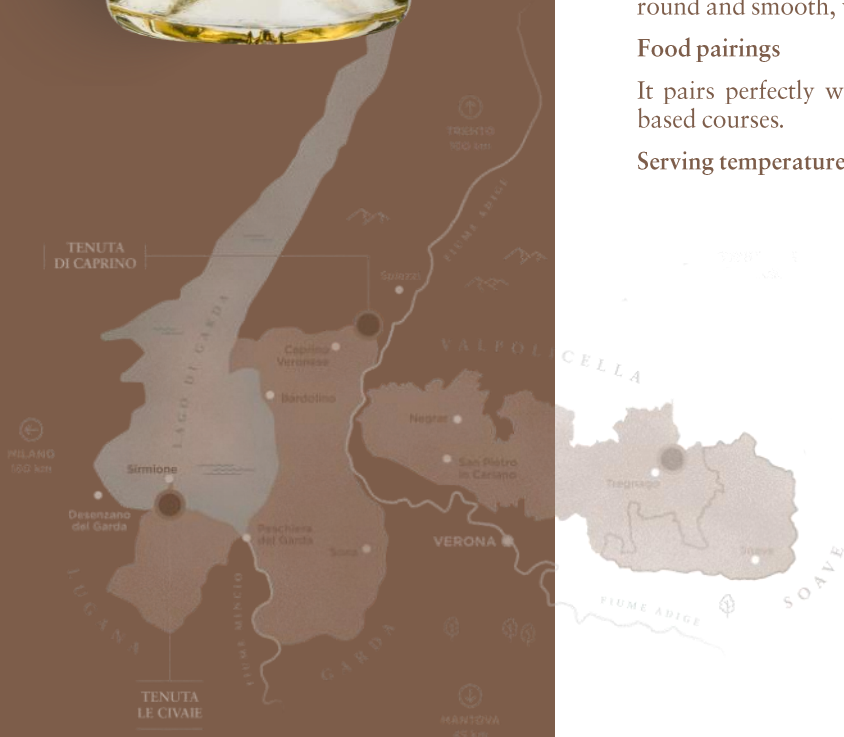 round and smooth,
Food pairings
It pairs perfectly w
based courses.
Serving temperature
TRENTO
100 km
FIUME ADIGE
TENUTA
DI CAPRINO
Spiazzi
LAGO DI GARDA
VALPOLICELLA
Caprino
Veronese
Bardolino
Negrar
MILANO
160 km
San Pietro
in Cariano
Sirmione
Tregnago
Desenzano
del Garda
Peschiera
del Garda
VERONA
Sona
Soave
SOAVE
LUGANA
FIUME MINCIO
FIUME ADIGE
GARDA
TENUTA
LE CIVAIE
MANTOVA